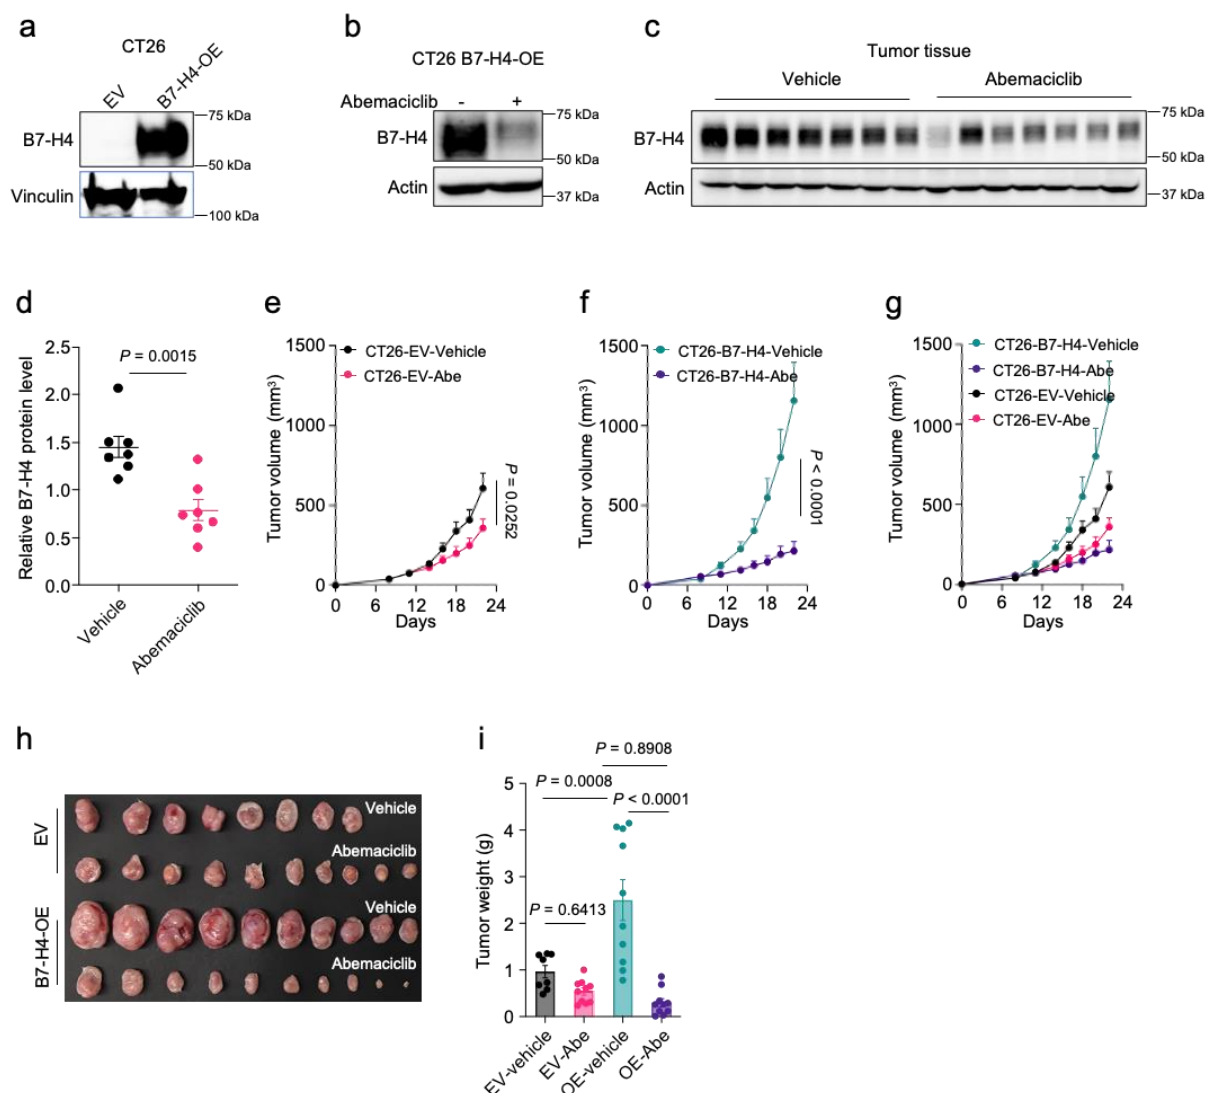 a
CT26
EV
B7-H4-OE
B7-H4
75 kDa
50 kDa
Vinculin
100 kDa
b
CT26 B7-H4-OE
Abemaciclib - +
B7-H4
75 kDa
50 kDa
Actin
37 kDa
c
Tumor tissue
Vehicle Abemaciclib
B7-H4
75 kDa
50 kDa
Actin
37 kDa
d
Relative B7-H4 protein level
P = 0.0015
2.5
2.0
1.5
1.0
0.5
0.0
Vehicle
Abemaciclib
e
Tumor volume (mm³)
1500
1000
500
0
CT26-EV-Vehicle
CT26-EV-Abe
P = 0.0252
0 6 12 18 24
Days
f
Tumor volume (mm³)
1500
1000
500
0
CT26-B7-H4-Vehicle
CT26-B7-H4-Abe
P < 0.0001
0 6 12 18 24
Days
g
Tumor volume (mm³)
1500
1000
500
0
CT26-B7-H4-Vehicle
CT26-B7-H4-Abe
CT26-EV-Vehicle
CT26-EV-Abe
0 6 12 18 24
Days
h
EV
Vehicle
Abemaciclib
B7-H4-OE
Vehicle
Abemaciclib
i
P = 0.8908
P = 0.0008
P < 0.0001
P = 0.6413
Tumor weight (g)
5
4
3
2
1
0
EV-vehicle
EV-Abe
OE-vehicle
OE-Abe